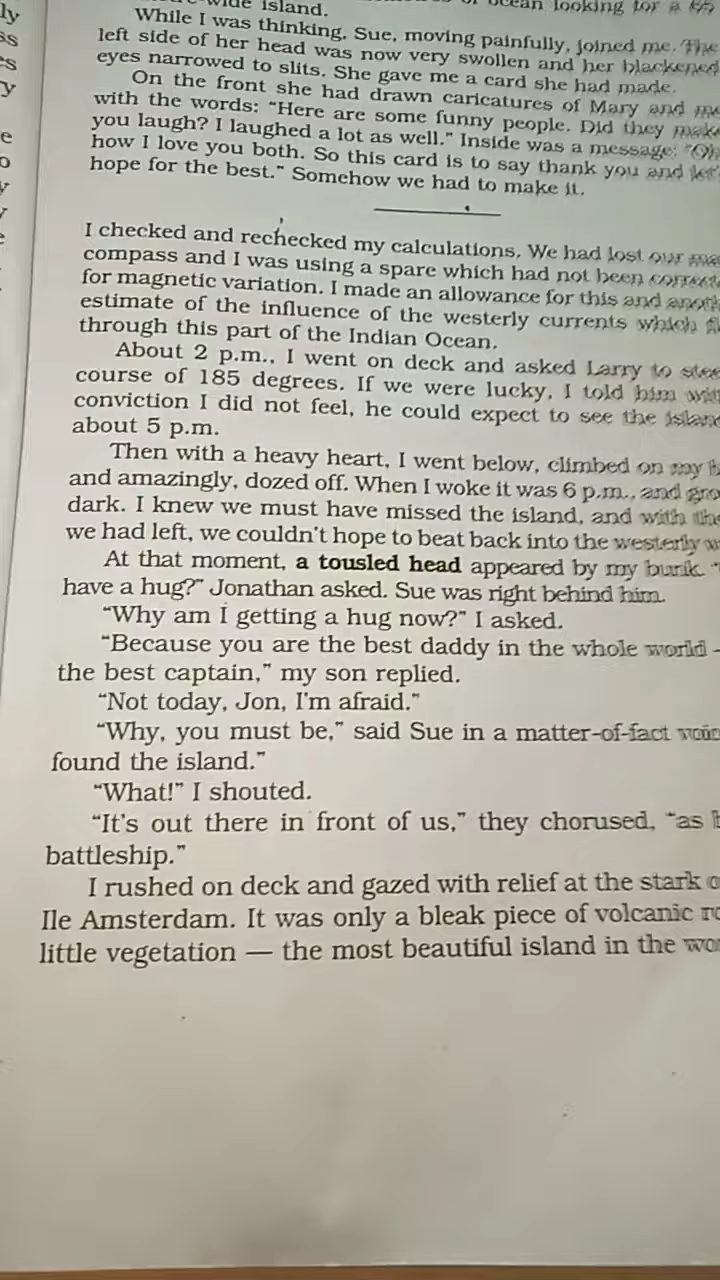 ly
ss
es
y
e
o
y
island.
ocean looking for a 65
While I was thinking, Sue, moving painfully, joined me. The
left side of her head was now very swollen and her blackened
eyes narrowed to slits. She gave me a card she had made.
On the front she had drawn caricatures of Mary and me
with the words: “Here are some funny people. Did they make
you laugh? I laughed a lot as well.” Inside was a message: “Oh,
how I love you both. So this card is to say thank you and let's
hope for the best.” Somehow we had to make it.
I checked and rechecked my calculations. We had lost our
compass and I was using a spare which had not been
for magnetic variation. I made an allowance for this and
estimate of the influence of the westerly currents which
through this part of the Indian Ocean.
About 2 p.m., I went on deck and asked Larry to
course of 185 degrees. If we were lucky, I told him
conviction I did not feel, he could expect to see the island
about 5 p.m.
Then with a heavy heart, I went below, climbed on my
and amazingly, dozed off. When I woke it was 6 p.m., and
dark. I knew we must have missed the island, and with the
we had left, we couldn’t hope to beat back into the westerly
At that moment, a tousled head appeared by my bunk.
have a hug?” Jonathan asked. Sue was right behind him.
“Why am I getting a hug now?” I asked.
“Because you are the best daddy in the whole world —
the best captain,” my son replied.
“Not today, Jon, I'm afraid.”
“Why, you must be,” said Sue in a matter-of-fact
found the island.”
“What!” I shouted.
“It’s out there in front of us,” they chorused, “as
battleship.”
I rushed on deck and gazed with relief at the stark
Ile Amsterdam. It was only a bleak piece of volcanic
little vegetation — the most beautiful island in the